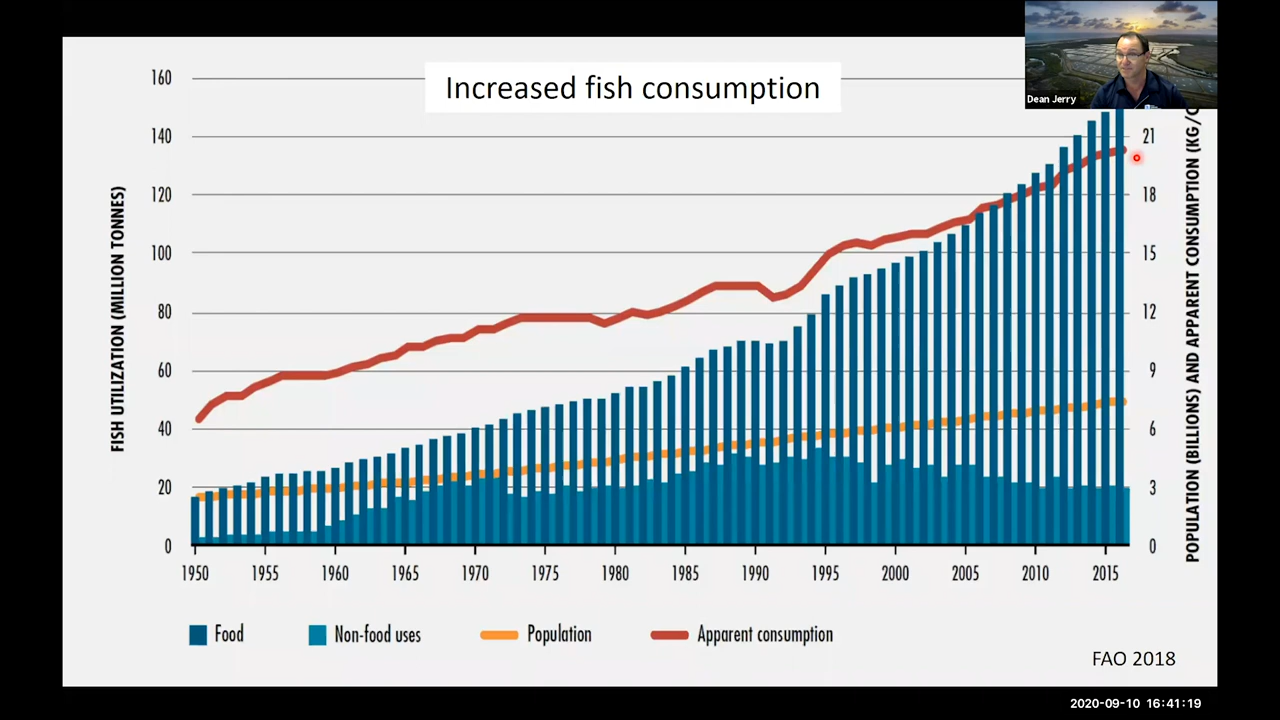 Increased fish consumption
Dean Jerry
FISH UTILIZATION (MILLION TONNES)
160
140
120
100
80
60
40
20
0
21
18
15
12
9
6
3
0
POPULATION (BILLIONS) AND APPARENT CONSUMPTION (KG/C
1950 1955 1960 1965 1970 1975 1980 1985 1990 1995 2000 2005 2010 2015
Food Non-food uses Population Apparent consumption
FAO 2018
2020-09-10 16:41:19